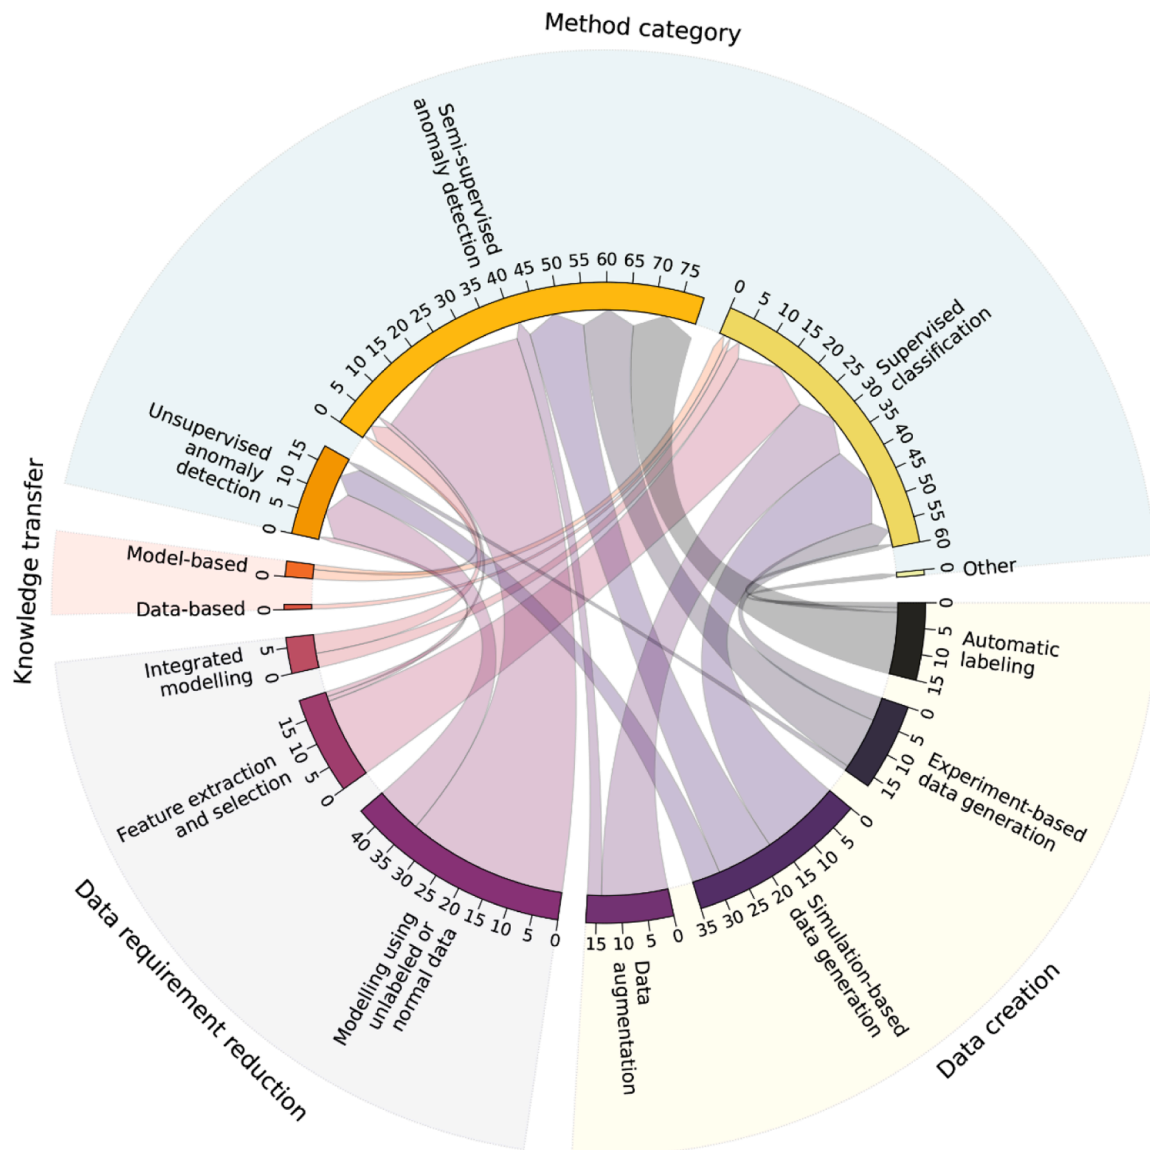 Method category
Semi-supervised
anomaly detection
0 5 10 15 20 25 30 35 40 45 50 55 60 65 70 75
Supervised
classification
0 5 10 15 20 25 30 35 40 45 50 55 60
Other
0
Unsupervised
anomaly
detection
0 5 10 15
Knowledge transfer
Model-based
0
Data-based
0
Integrated
modelling
5 0
Feature extraction
and selection
15 10 5 0
Modelling using
unlabeled or
normal data
40 35 30 25 20 15 10 5 0
Data requirement reduction
Automatic
labeling
0 5 10 15
Experiment-based
data generation
0 5 10 15
Simulation-based
data generation
0 5 10 15 20 25 30 35
Data
augmentation
15 10 5 0
Data creation